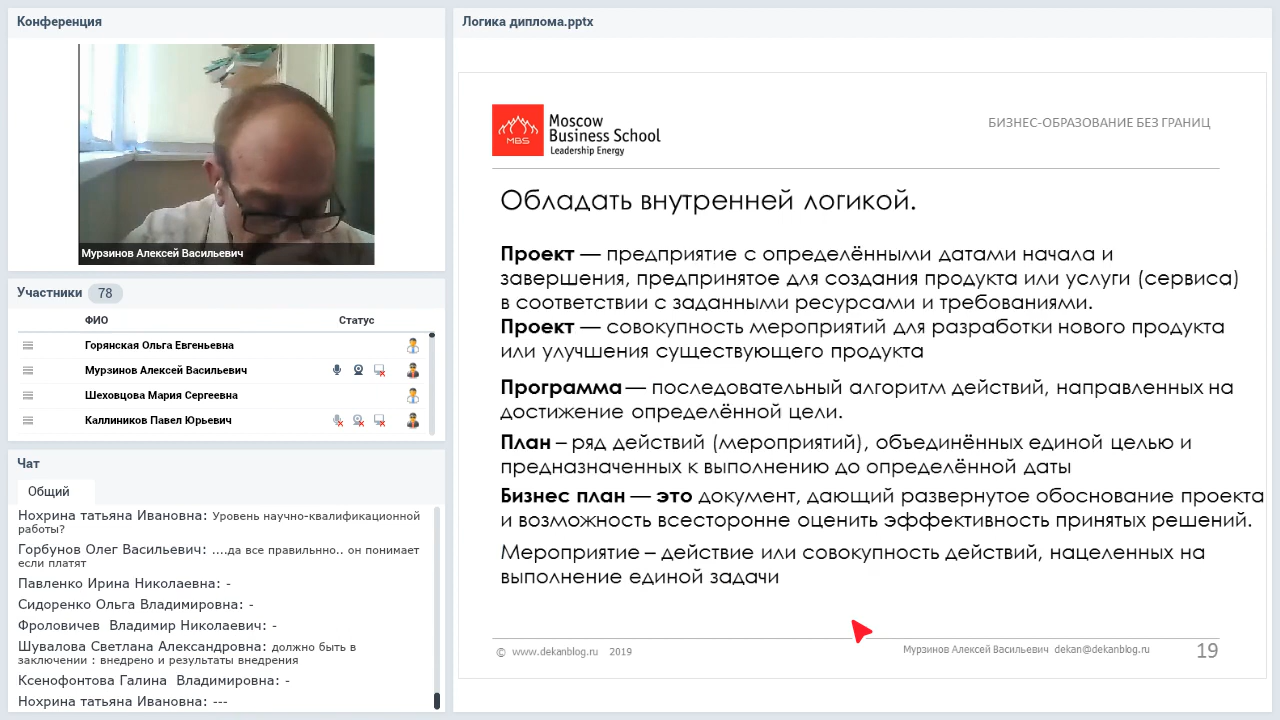 Конференция
Мурзинов Алексей Васильевич
Участники 78
ФИО Статус
Горянская Ольга Евгеньевна
Мурзинов Алексей Васильевич
Шеховцова Мария Сергеевна
Каллиников Павел Юрьевич
Чат
Общий
Нохрина татьяна Ивановна: Уровень научно-квалификационной
работы?
Горбунов Олег Васильевич: ....да все правильнно.. он понимает
если платят
Павленко Ирина Николаевна: -
Сидоренко Ольга Владимировна: -
Фроловичев Владимир Николаевич: -
Шувалова Светлана Александровна: должно быть в
заключении : внедрено и результаты внедрения
Ксенофонтова Галина Владимировна: -
Нохрина татьяна Ивановна: ---
Логика диплома.pptx
MBS
Moscow
Business School
Leadership Energy
БИЗНЕС-ОБРАЗОВАНИЕ БЕЗ ГРАНИЦ
Обладать внутренней логикой.
Проект — предприятие с определёнными датами начала и
завершения, предпринятое для создания продукта или услуги (сервиса)
в соответствии с заданными ресурсами и требованиями.
Проект — совокупность мероприятий для разработки нового продукта
или улучшения существующего продукта
Программа — последовательный алгоритм действий, направленных на
достижение определённой цели.
План – ряд действий (мероприятий), объединённых единой целью и
предназначенных к выполнению до определённой даты
Бизнес план — это документ, дающий развернутое обоснование проекта
и возможность всесторонне оценить эффективность принятых решений.
Мероприятие – действие или совокупность действий, нацеленных на
выполнение единой задачи
© www.dekanblog.ru 2019
Мурзинов Алексей Васильевич dekan@dekanblog.ru
19